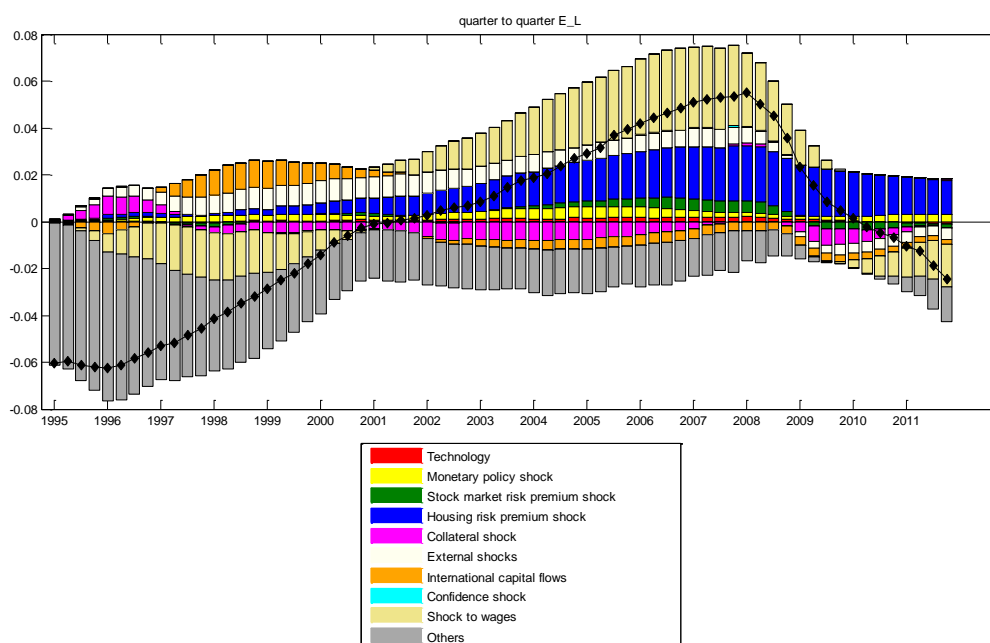 quarter to quarter E_L
0.08
0.06
0.04
0.02
0
-0.02
-0.04
-0.06
-0.08
1995 1996 1997 1998 1999 2000 2001 2002 2003 2004 2005 2006 2007 2008 2009 2010 2011
Technology
Monetary policy shock
Stock market risk premium shock
Housing risk premium shock
Collateral shock
External shocks
International capital flows
Confidence shock
Shock to wages
Others